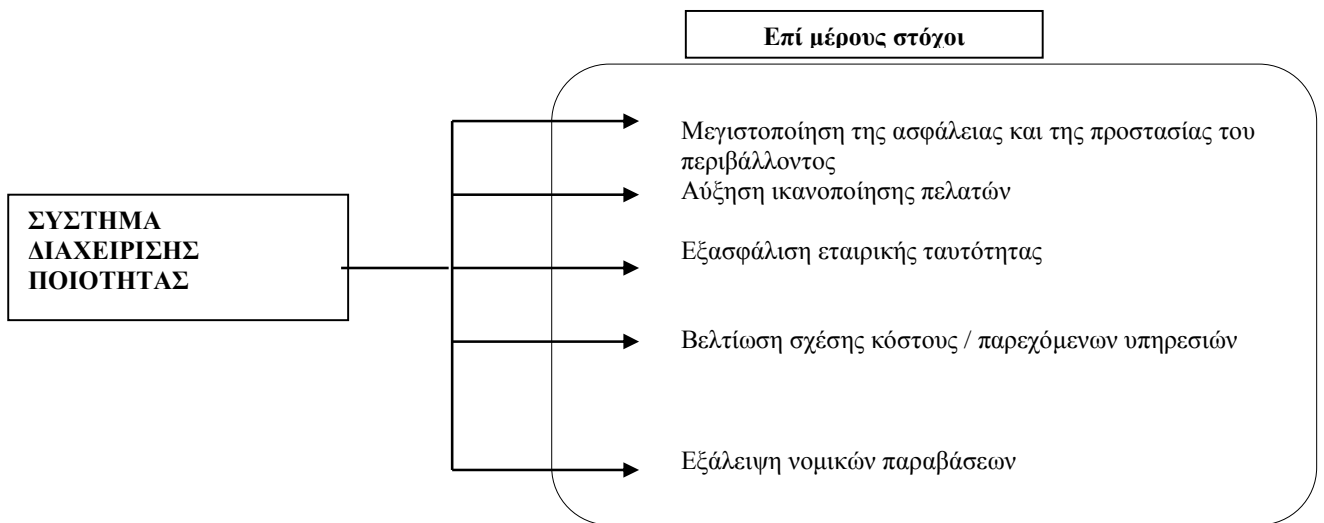 Επί μέρους στόχοι
Μεγιστοποίηση της ασφάλειας και της προστασίας του
περιβάλλοντος
Αύξηση ικανοποίησης πελατών
ΣΥΣΤΗΜΑ
ΔΙΑΧΕΙΡΙΣΗΣ
ΠΟΙΟΤΗΤΑΣ
Εξασφάλιση εταιρικής ταυτότητας
Βελτίωση σχέσης κόστους / παρεχόμενων υπηρεσιών
Εξάλειψη νομικών παραβάσεων